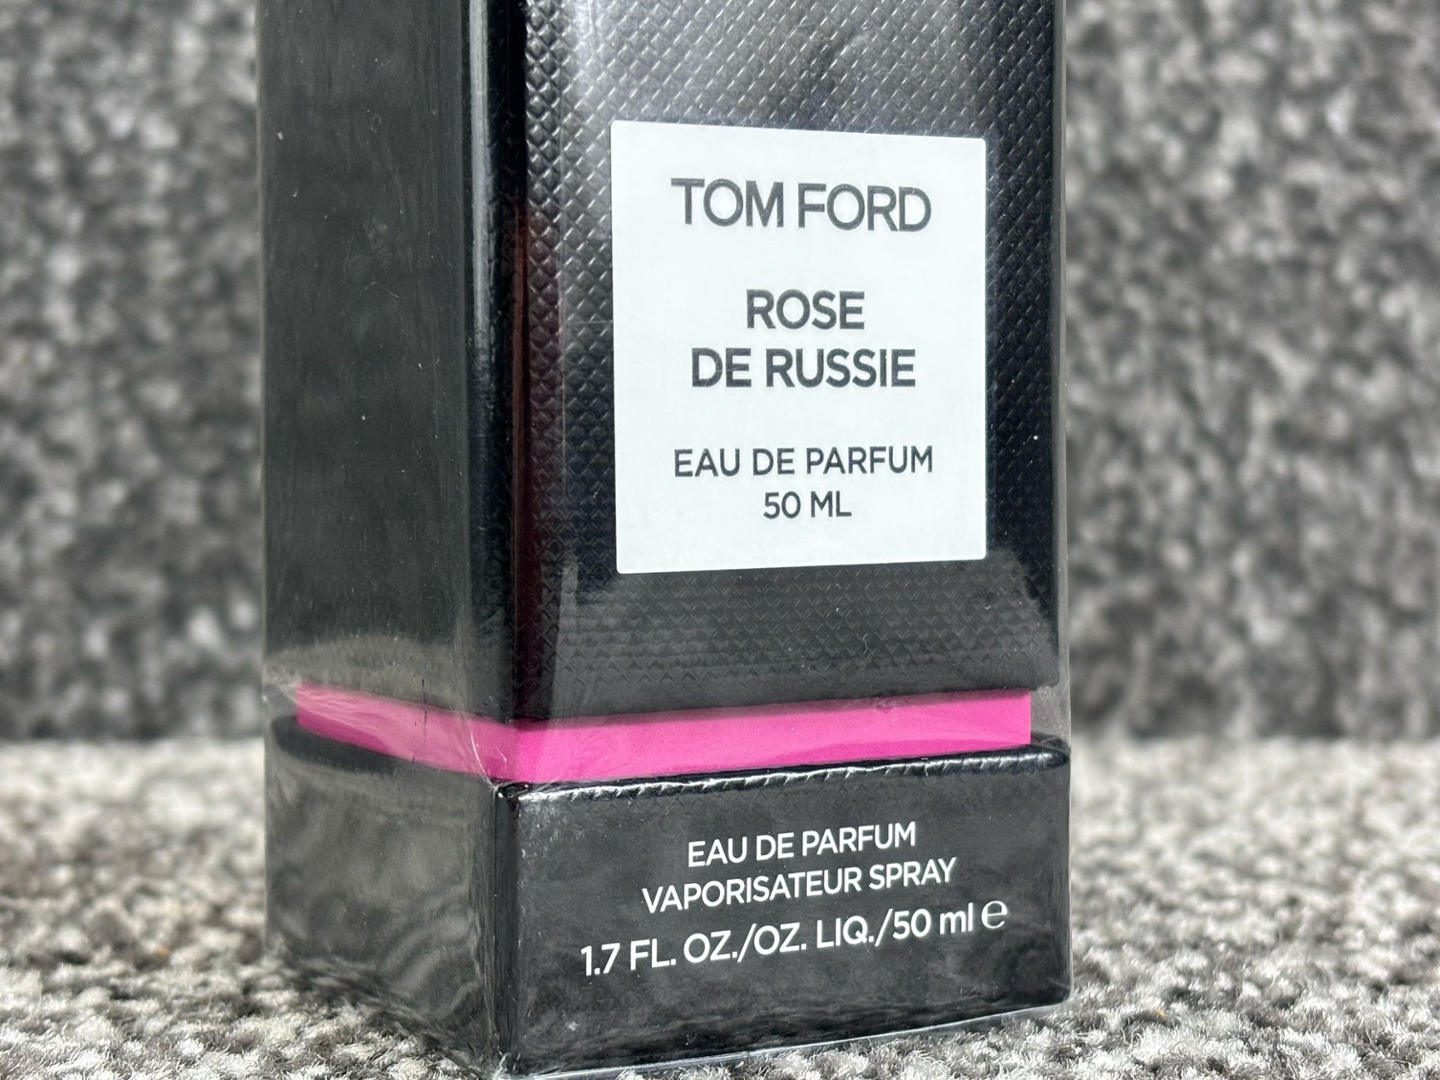 TOM FORD
ROSE
DE RUSSIE
EAU DE PARFUM
50 ML
EAU DE PARFUM
VAPORISATEUR SPRAY
1.7 FL. OZ./OZ. LIQ./50 ml ℮